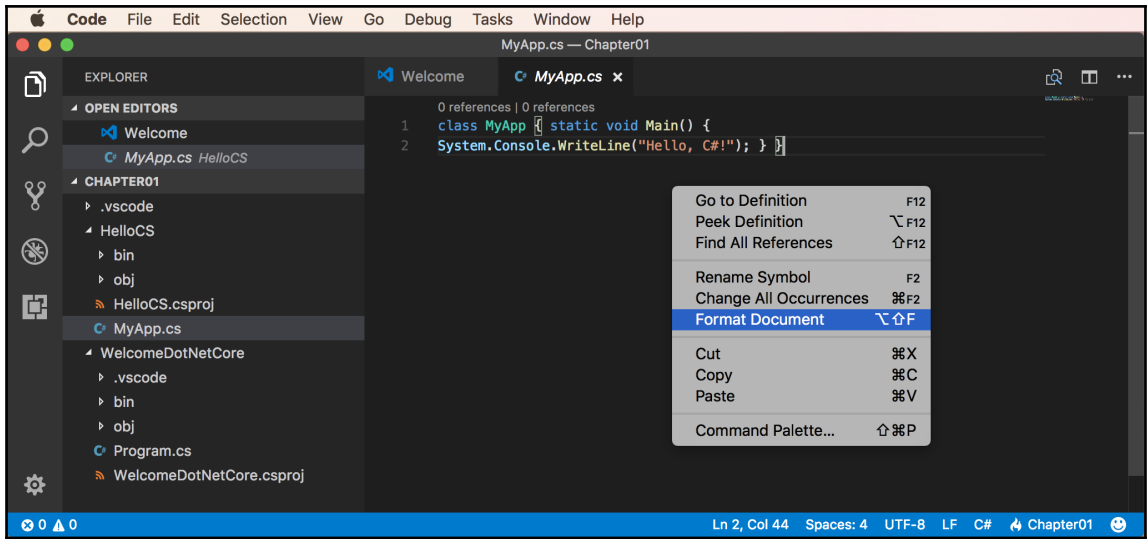 Code File Edit Selection View Go Debug Tasks Window Help
MyApp.cs — Chapter01
EXPLORER
OPEN EDITORS
Welcome
MyApp.cs HelloCS
CHAPTER01
.vscode
HelloCS
bin
obj
HelloCS.csproj
MyApp.cs
WelcomeDotNetCore
.vscode
bin
obj
Program.cs
WelcomeDotNetCore.csproj
Welcome MyApp.cs ×
0 references | 0 references
1 class MyApp { static void Main() {
2 System.Console.WriteLine("Hello, C#!"); } }
Go to Definition F12
Peek Definition ⌥F12
Find All References ⇧F12
Rename Symbol F2
Change All Occurrences ⌘F2
Format Document ⌥⇧F
Cut ⌘X
Copy ⌘C
Paste ⌘V
Command Palette... ⇧⌘P
0 0 Ln 2, Col 44 Spaces: 4 UTF-8 LF C# Chapter01